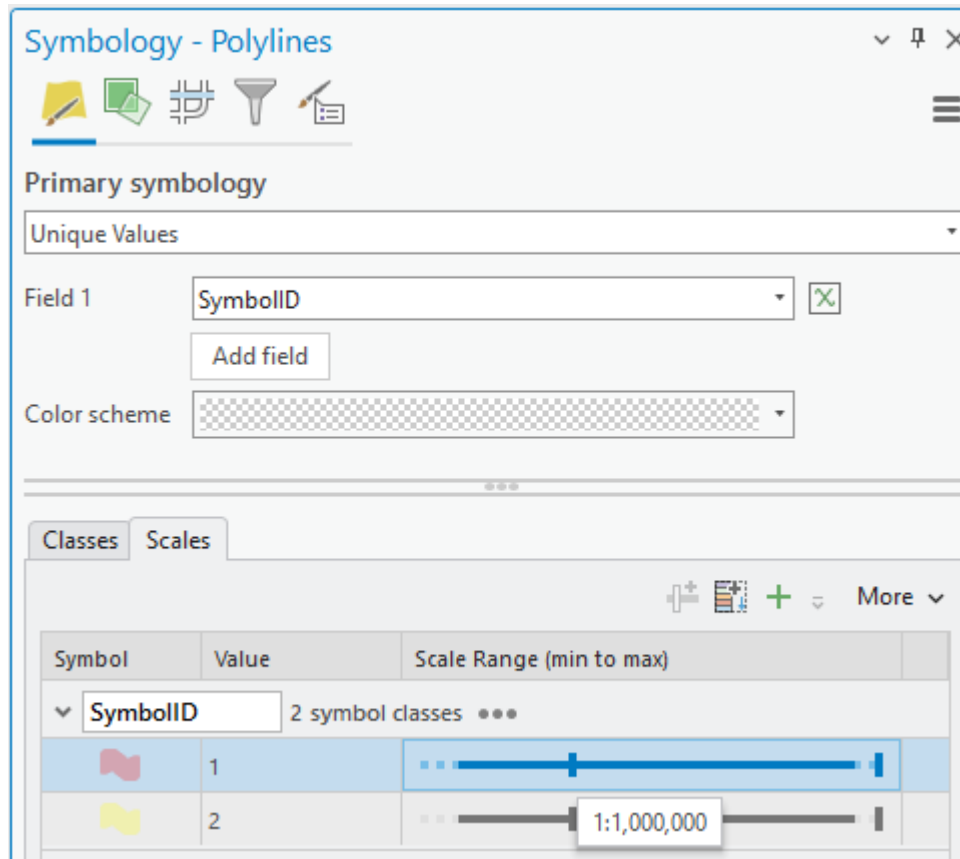 Symbology - Polylines
Primary symbology
Unique Values
Field 1
SymbolID
Add field
Color scheme
Classes
Scales
More
Symbol
Value
Scale Range (min to max)
SymbolID
2 symbol classes
1
2
1:1,000,000